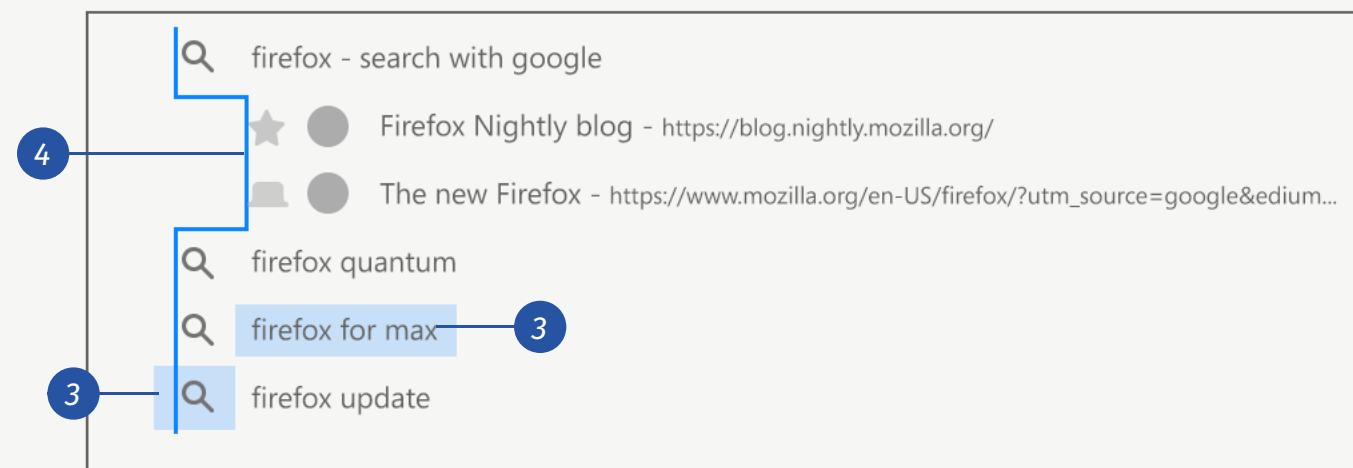 firefox - search with google
Firefox Nightly blog - https://blog.nightly.mozilla.org/
4
The new Firefox - https://www.mozilla.org/en-US/firefox/?utm_source=google&edium...
firefox quantum
firefox for max 3
3 firefox update